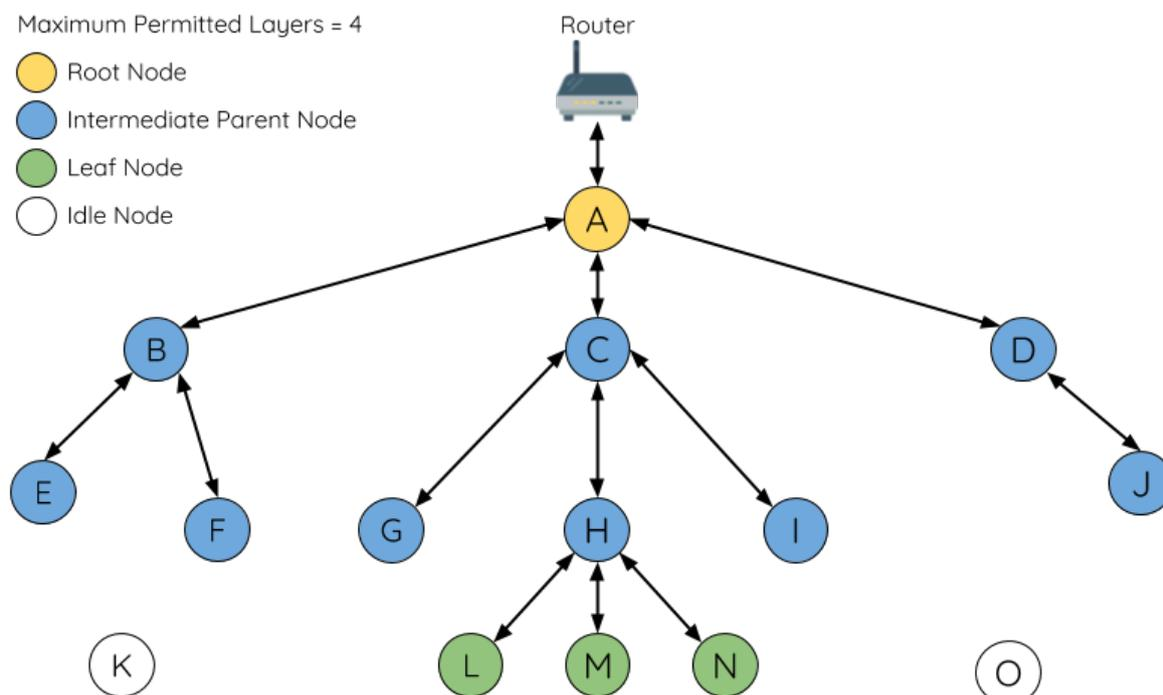 Maximum Permitted Layers = 4
Router
Root Node
Intermediate Parent Node
Leaf Node
Idle Node
A
B
C
D
E
F
G
H
I
J
K
L
M
N
O